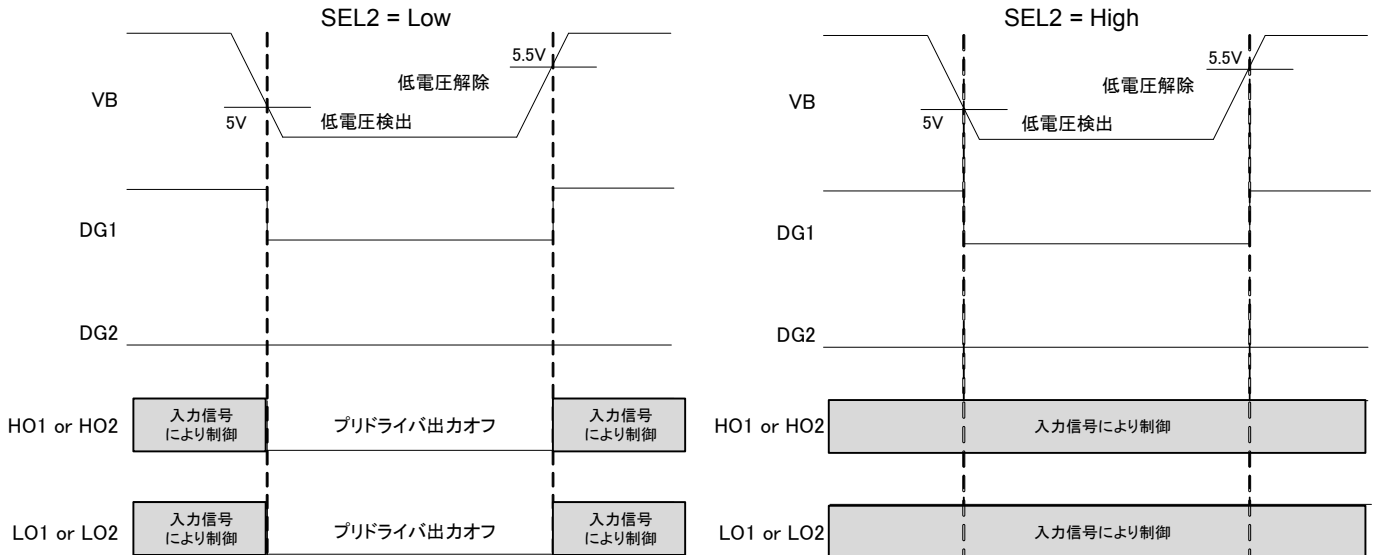 SEL2 = Low
VB
5V
低電圧検出
低電圧解除
5.5V
DG1
DG2
HO1 or HO2
入力信号
により制御
プリドライバ出力オフ
入力信号
により制御
LO1 or LO2
入力信号
により制御
プリドライバ出力オフ
入力信号
により制御
SEL2 = High
VB
5V
低電圧検出
低電圧解除
5.5V
DG1
DG2
HO1 or HO2
入力信号により制御
LO1 or LO2
入力信号により制御